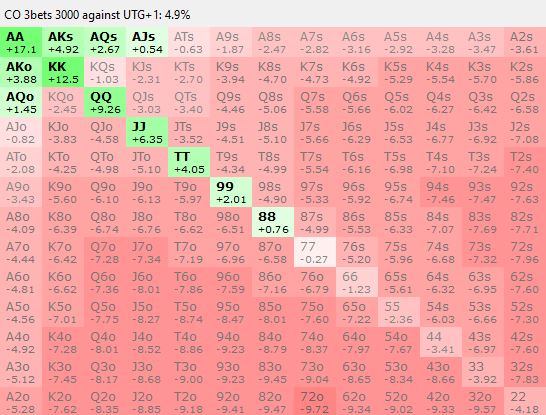 CO 3bets 3000 against UTG+1: 4.9%
AA AKs AQs AJs ATs A9s A8s A7s A6s A5s A4s A3s A2s
+17.1 +4.92 +2.67 +0.54 -0.63 -1.87 -2.47 -2.82 -3.16 -2.92 -3.28 -3.47 -3.61
AKo KK KQs KJs KTs K9s K8s K7s K6s K5s K4s K3s K2s
+3.88 +12.5 -1.03 -2.31 -2.70 -3.94 -4.70 -4.73 -4.92 -5.29 -5.54 -5.70 -5.86
AQo KQo QQ QJs QTs Q9s Q8s Q7s Q6s Q5s Q4s Q3s Q2s
+1.45 -2.45 +9.26 -3.03 -3.40 -4.46 -5.06 -5.58 -5.66 -6.02 -6.27 -6.42 -6.58
AJo KJo QJo JJ JTs J9s J8s J7s J6s J5s J4s J3s J2s
-0.82 -3.83 -4.58 +6.35 -3.52 -4.51 -5.10 -5.66 -6.29 -6.53 -6.77 -6.92 -7.08
ATo KTo QTo JTo TT T9s T8s T7s T6s T5s T4s T3s T2s
-2.08 -4.25 -4.98 -5.10 +4.05 -4.34 -4.99 -5.54 -6.16 -6.98 -7.10 -7.24 -7.40
A9o K9o Q9o J9o T9o 99 98s 97s 96s 95s 94s 93s 92s
-3.43 -5.60 -6.10 -6.13 -5.97 +2.01 -4.90 -5.33 -5.92 -6.74 -7.46 -7.47 -7.63
A8o K8o Q8o J8o T8o 98o 88 87s 86s 85s 84s 83s 82s
-4.09 -6.39 -6.74 -6.76 -6.62 -6.51 +0.76 -4.99 -5.53 -6.33 -7.07 -7.69 -7.71
A7o K7o Q7o J7o T7o 97o 87o 77 76s 75s 74s 73s 72s
-4.44 -6.42 -7.28 -7.34 -7.19 -6.96 -6.58 -0.27 -5.20 -5.96 -6.68 -7.32 -7.96
A6o K6o Q6o J6o T6o 96o 86o 76o 66 65s 64s 63s 62s
-4.81 -6.62 -7.36 -8.01 -7.86 -7.59 -7.16 -6.79 -1.23 -5.61 -6.32 -6.95 -7.60
A5o K5o Q5o J5o T5o 95o 85o 75o 65o 55 54s 53s 52s
-4.56 -7.01 -7.75 -8.27 -8.74 -8.47 -8.01 -7.60 -7.22 -2.36 -6.03 -6.66 -7.30
A4o K4o Q4o J4o T4o 94o 84o 74o 64o 54o 44 43s 42s
-4.92 -7.28 -8.01 -8.52 -8.86 -9.23 -8.79 -8.37 -7.97 -7.67 -3.41 -6.97 -7.60
A3o K3o Q3o J3o T3o 93o 83o 73o 63o 53o 43o 33 32s
-5.12 -7.45 -8.17 -8.68 -9.00 -9.23 -9.45 -9.04 -8.65 -8.34 -8.66 -3.92 -7.83
A2o K2o Q2o J2o T2o 92o 82o 72o 62o 52o 42o 32o 22
-5.28 -7.62 -8.35 -8.85 -9.18 -9.41 -9.47 -9.72 -9.34 -9.02 -9.33 -9.57 -4.18